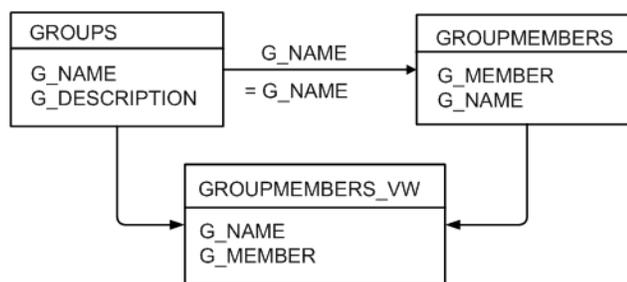 GROUPS
G_NAME
G_DESCRIPTION
G_NAME
= G_NAME
GROUPMEMBERS
G_MEMBER
G_NAME
GROUPMEMBERS_VW
G_NAME
G_MEMBER